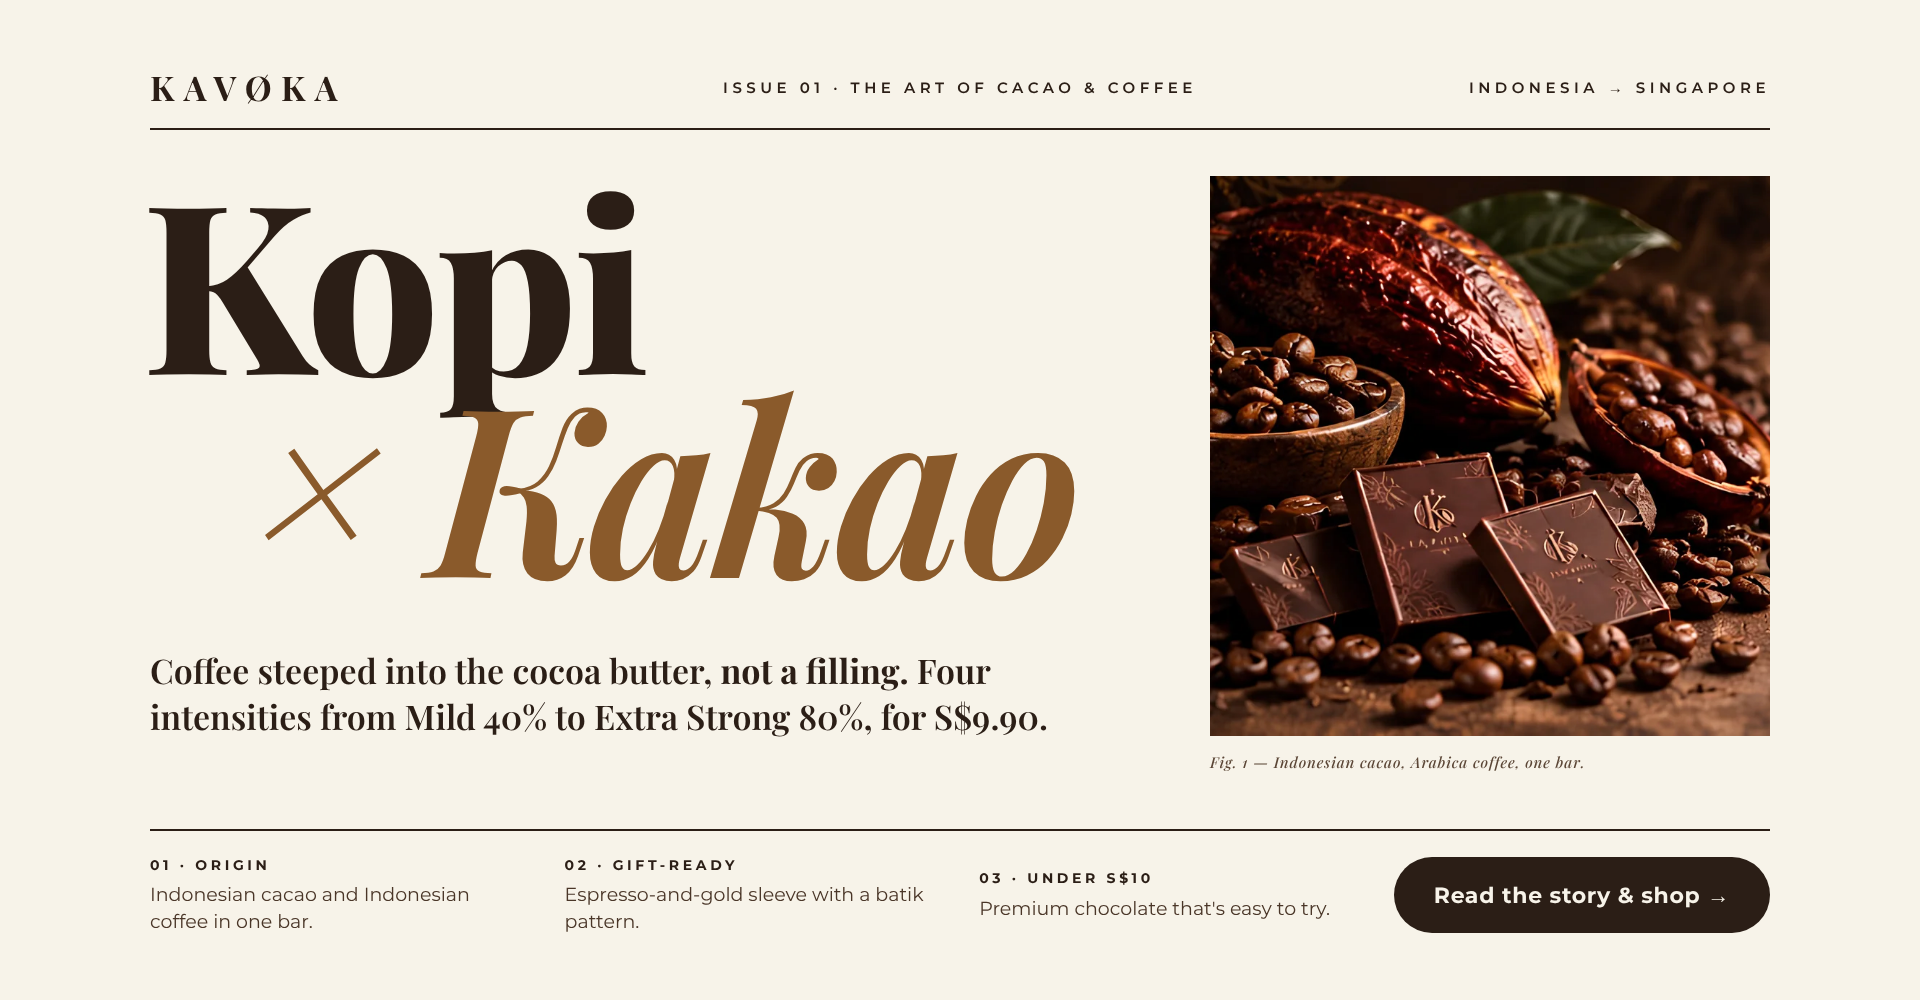 KAVØKA
ISSUE 01 · THE ART OF CACAO & COFFEE
INDONESIA → SINGAPORE
Kopi
× Kakao
Coffee steeped into the cocoa butter, not a filling. Four
intensities from Mild 40% to Extra Strong 80%, for S$9.90.
Fig. 1 — Indonesian cacao, Arabica coffee, one bar.
01 · ORIGIN
Indonesian cacao and Indonesian
coffee in one bar.
02 · GIFT-READY
Espresso-and-gold sleeve with a batik
pattern.
03 · UNDER S$10
Premium chocolate that's easy to try.
Read the story & shop →